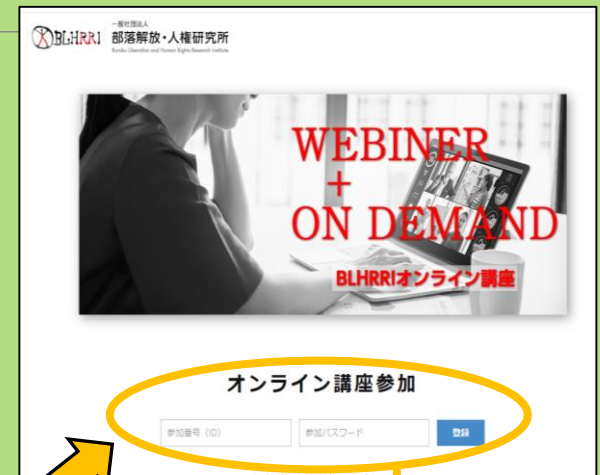 BLHRRI
一般社団法人
部落解放・人権研究所
Buraku Liberation and Human Rights Research Institute
WEBINER
+
ON DEMAND
BLHRRIオンライン講座
オンライン講座参加
参加番号（ID）
参加パスワード
登録